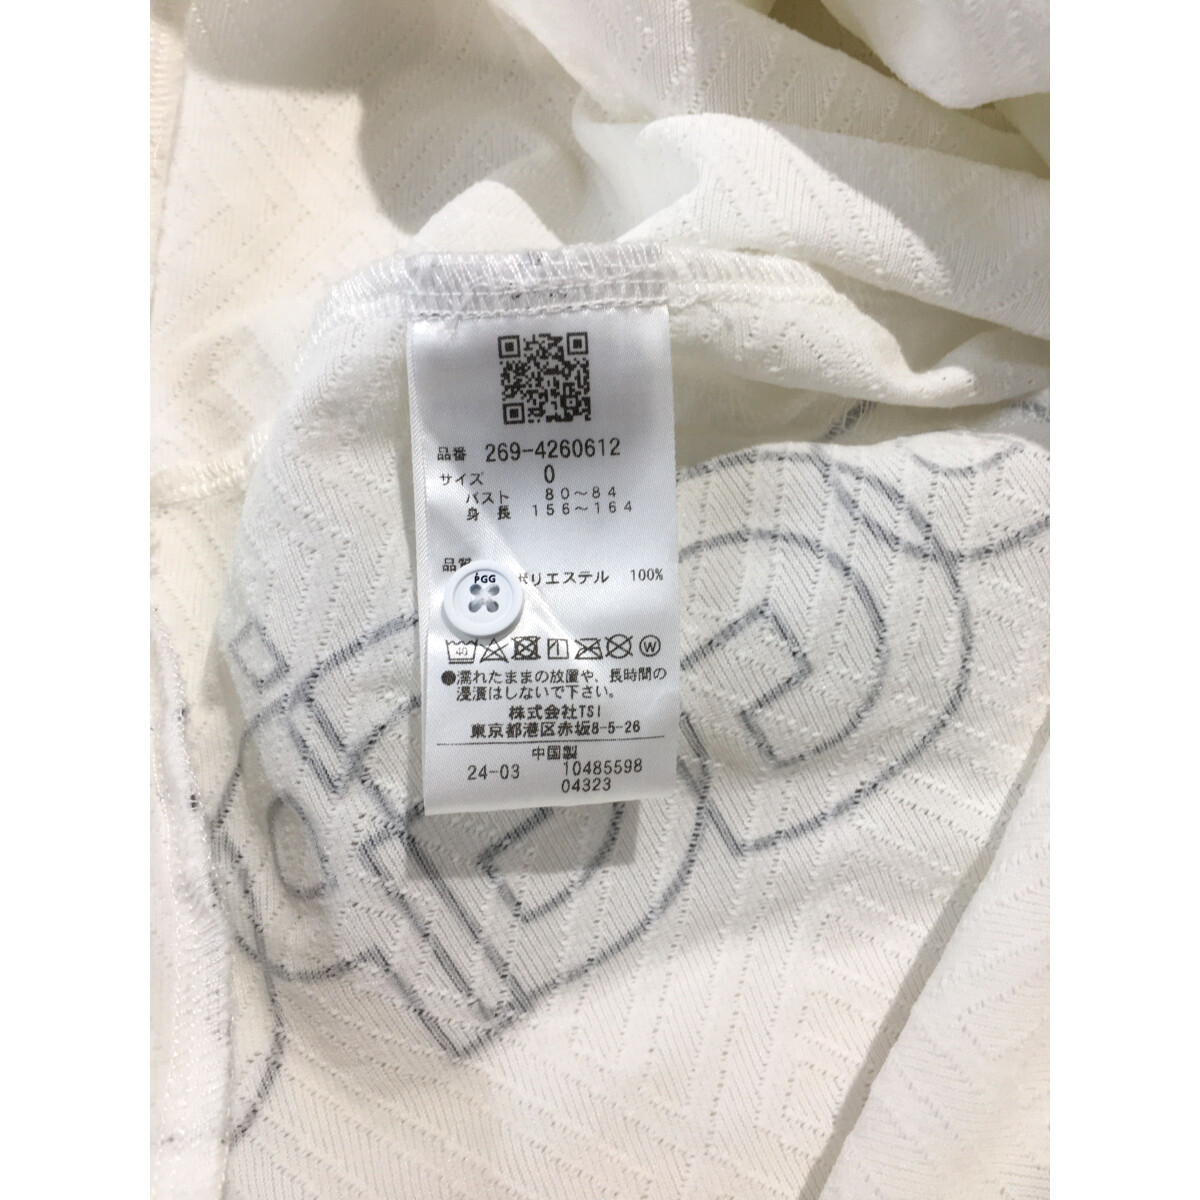 品番 269-4260612
サイズ 0
バスト 80～84
身長 156～164
品質
PGG
ポリエステル 100%
40
W
●濡れたままの放置や、長時間の
浸漬はしないで下さい。
株式会社TSI
東京都港区赤坂8-5-26
中国製
24-03 10485598
04323